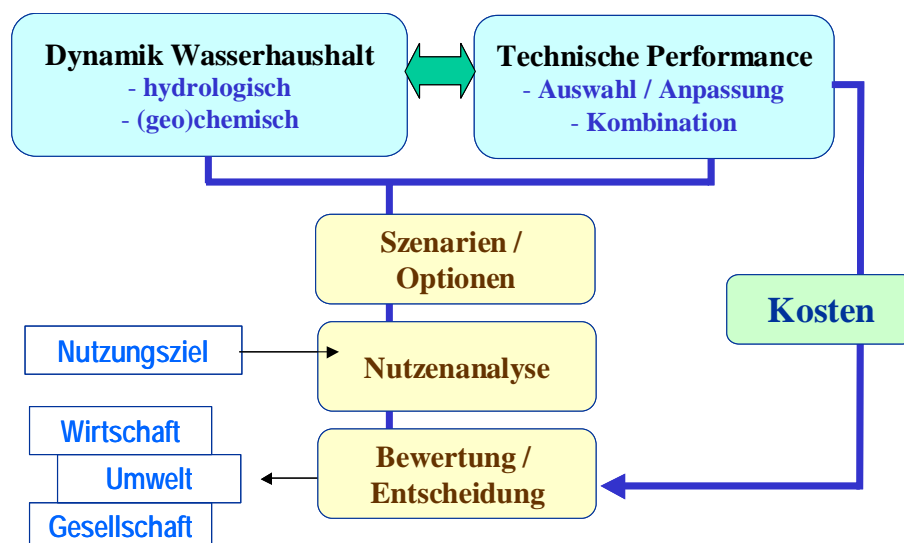 Dynamik Wasserhaushalt
- hydrologisch
- (geo)chemisch
Technische Performance
- Auswahl / Anpassung
- Kombination
Szenarien /
Optionen
Kosten
Nutzungsziel
Nutzenanalyse
Wirtschaft
Umwelt
Gesellschaft
Bewertung /
Entscheidung